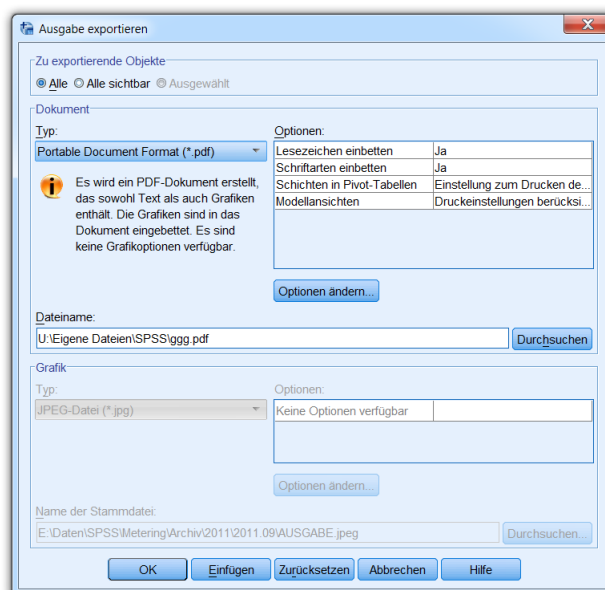 Ausgabe exportieren
Zu exportierende Objekte
Alle Alle sichtbar Ausgewählt
Dokument
Typ:
Portable Document Format (*.pdf)
Es wird ein PDF-Dokument erstellt,
das sowohl Text als auch Grafiken
enthält. Die Grafiken sind in das
Dokument eingebettet. Es sind
keine Grafikoptionen verfügbar.
Optionen:
Lesezeichen einbetten Ja
Schriftarten einbetten Ja
Schichten in Pivot-Tabellen Einstellung zum Drucken de...
Modellansichten Druckeinstellungen berücksi...
Optionen ändern...
Dateiname:
U:\Eigene Dateien\SPSS\ggg.pdf Durchsuchen
Grafik
Typ:
JPEG-Datei (*.jpg)
Optionen:
Keine Optionen verfügbar
Optionen ändern...
Name der Stammdatei:
E:\Daten\SPSS\Metering\Archiv\2011\2011.09\AUSGABE.jpeg Durchsuchen...
OK Einfügen Zurücksetzen Abbrechen Hilfe